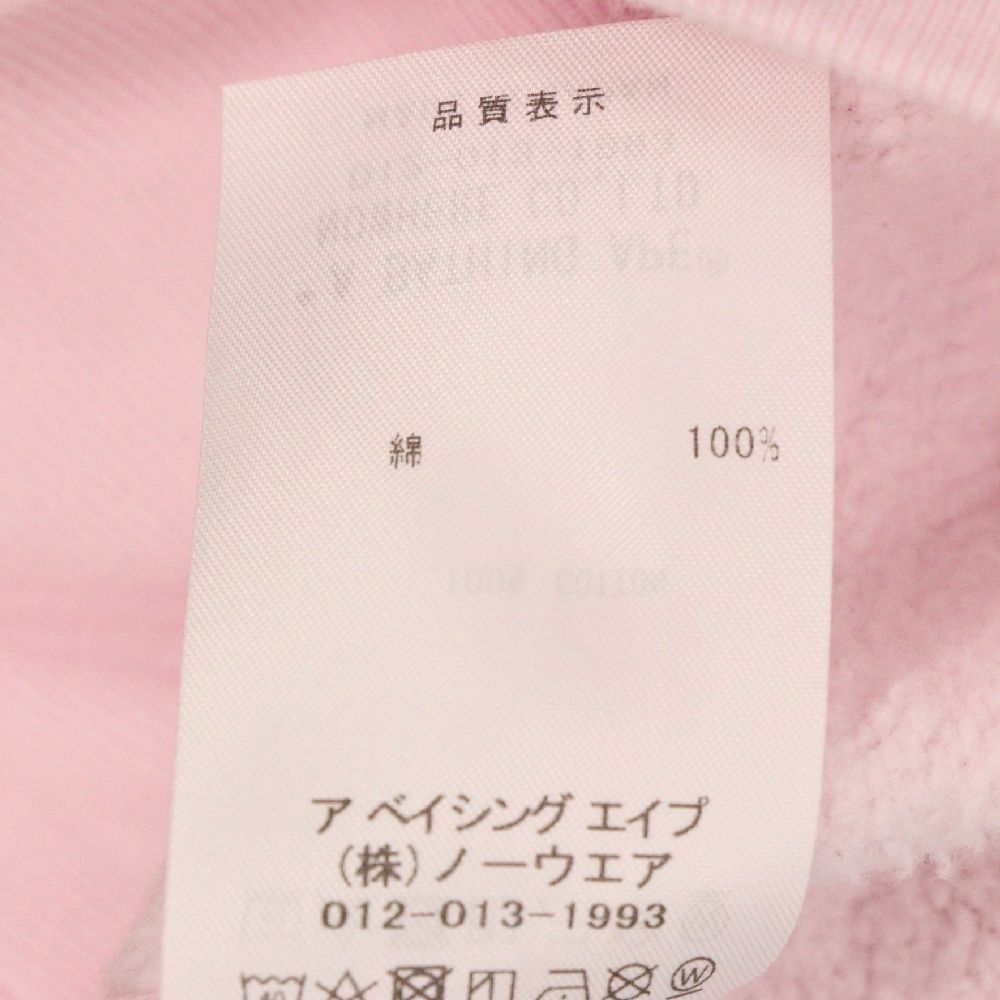 品質表示
綿 100%
ア ベイシング エイプ
(株)ノーウエア
012-013-1993